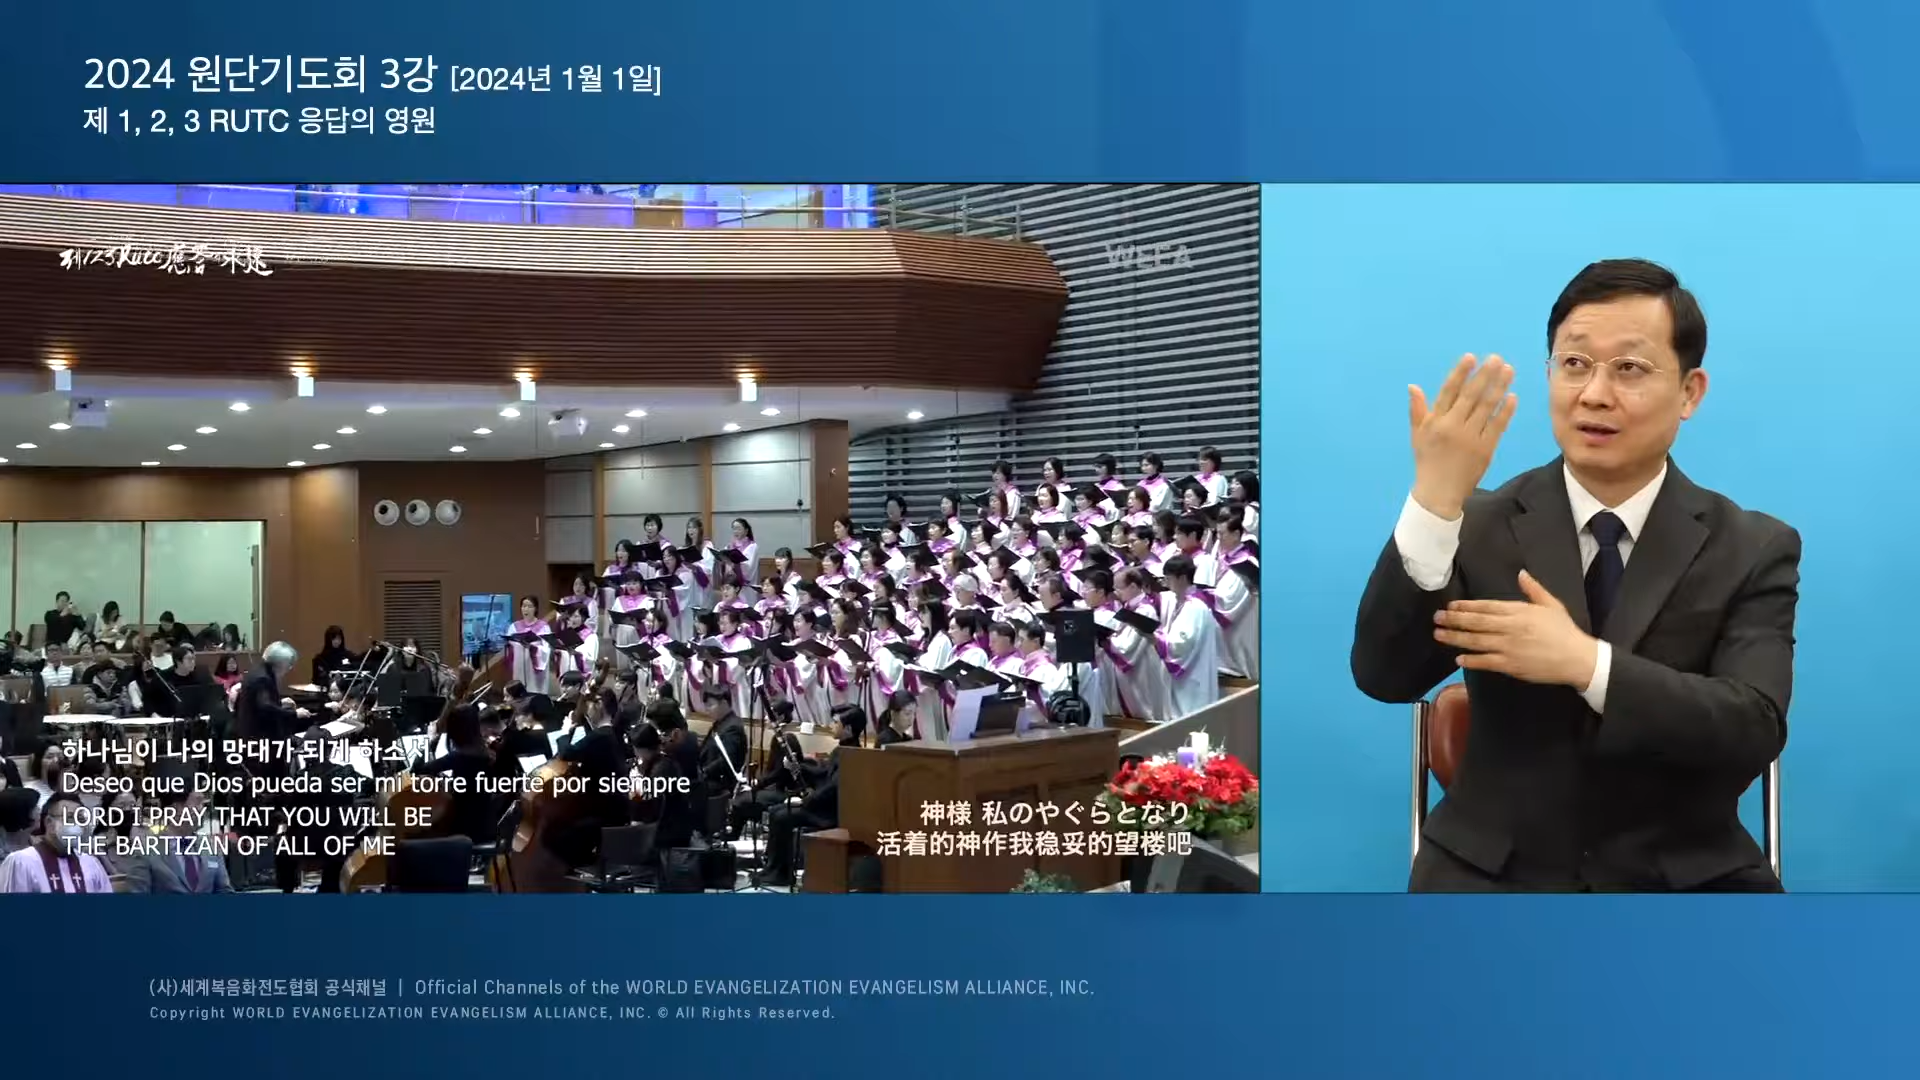 2024 원단기도회 3강 [2024년 1월 1일]
제 1, 2, 3 RUTC 응답의 영원
WEEA
하나님이 나의 망대가 되게 하소서
Deseo que Dios pueda ser mi torre fuerte por siempre
LORD I PRAY THAT YOU WILL BE
THE BARTIZAN OF ALL OF ME
神様 私のやぐらとなり
活着的神作我稳妥的望楼吧
(사)세계복음화전도협회 공식채널 | Official Channels of the WORLD EVANGELIZATION EVANGELISM ALLIANCE, INC.
Copyright WORLD EVANGELIZATION EVANGELISM ALLIANCE, INC. © All Rights Reserved.